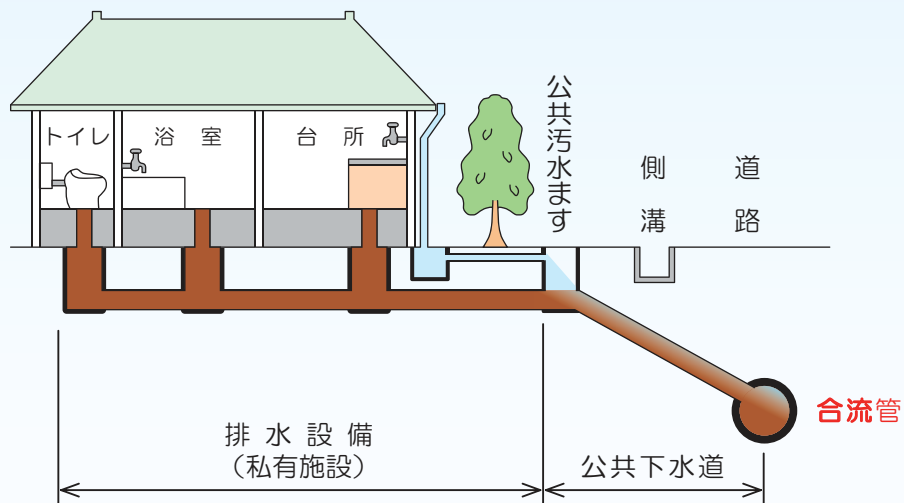 トイレ
浴室
台所
公共汚水ます
側溝
道路
合流管
排水設備
（私有施設）
公共下水道